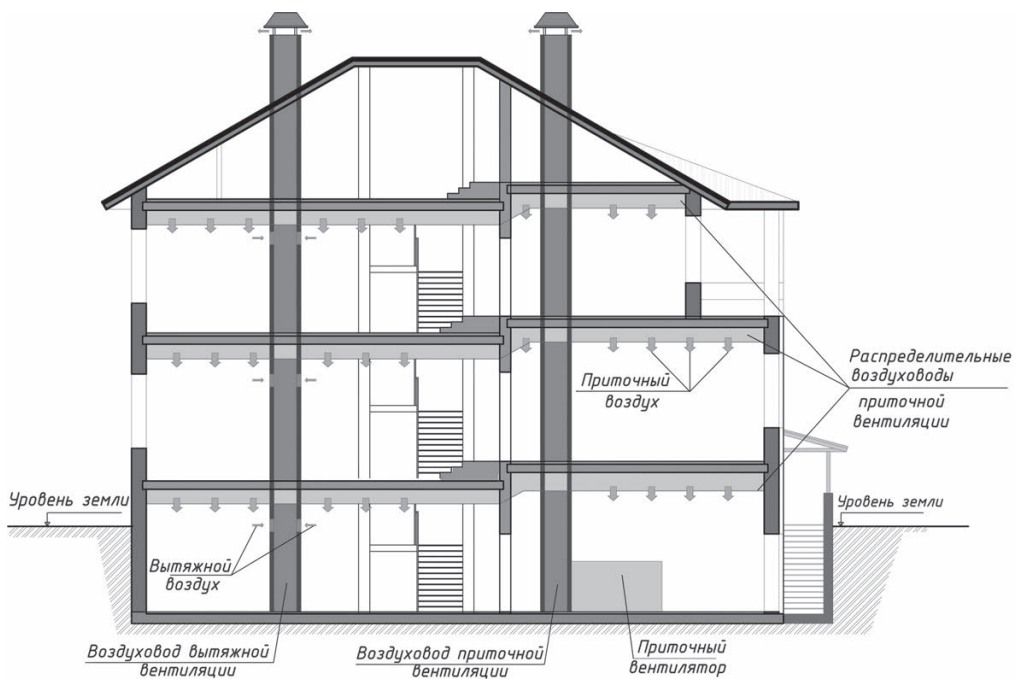 Приточный
воздух
Распределительные
воздуховоды
приточной
вентиляции
Уровень земли
Уровень земли
Вытяжной
воздух
Воздуховод вытяжной
вентиляции
Воздуховод приточной
вентиляции
Приточный
вентилятор